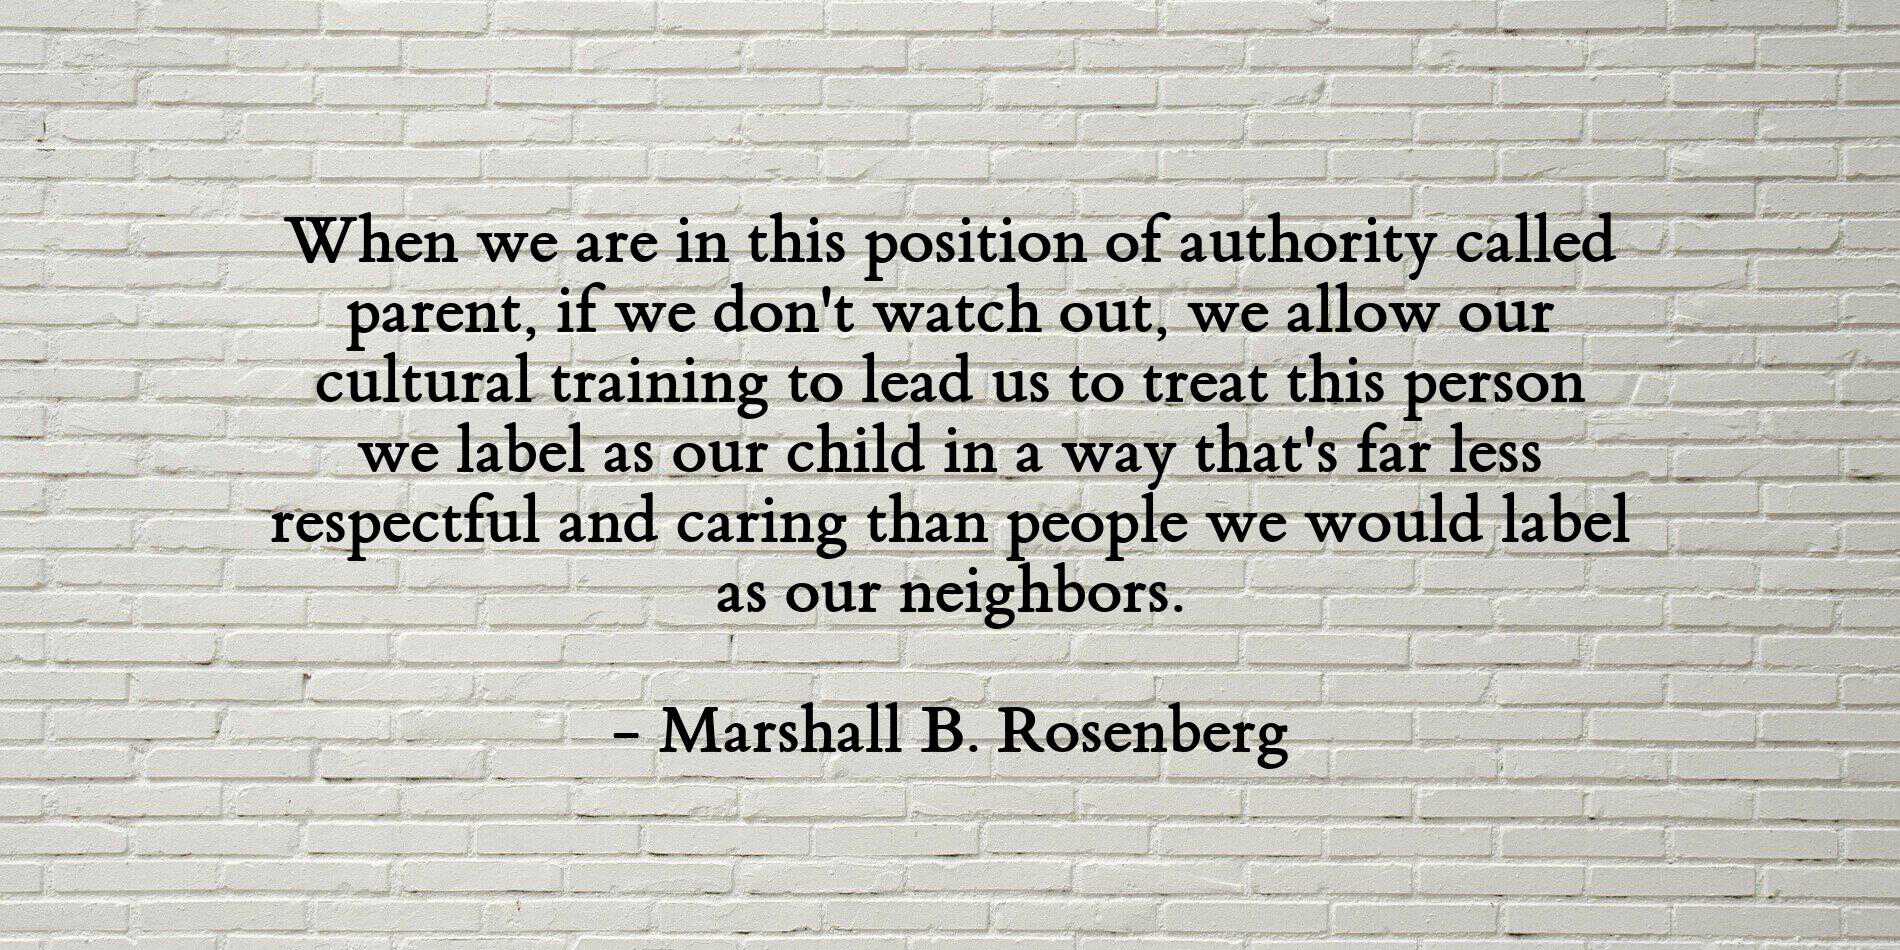 When we are in this position of authority called
parent, if we don't watch out, we allow our
cultural training to lead us to treat this person
we label as our child in a way that's far less
respectful and caring than people we would label
as our neighbors.
– Marshall B. Rosenberg